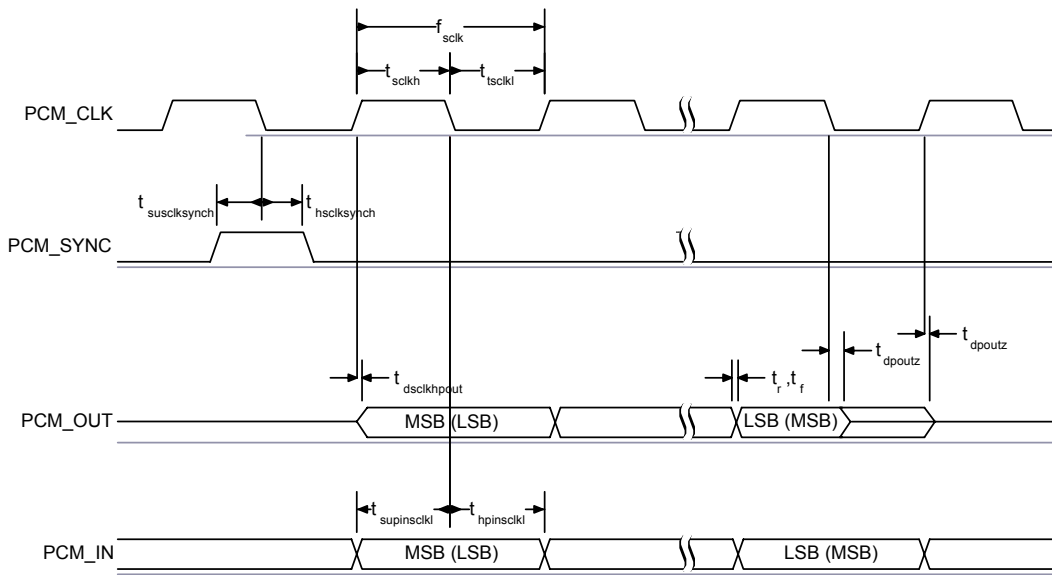 f sclk
t sclkh
t tsclkl
PCM_CLK
t susclksynch
t hsclksynch
PCM_SYNC
t dpoutz
t dpoutz
t dsclkhpout
t r ,t f
PCM_OUT
MSB (LSB)
LSB (MSB)
t supinsclkl
t hpinsclkl
PCM_IN
MSB (LSB)
LSB (MSB)